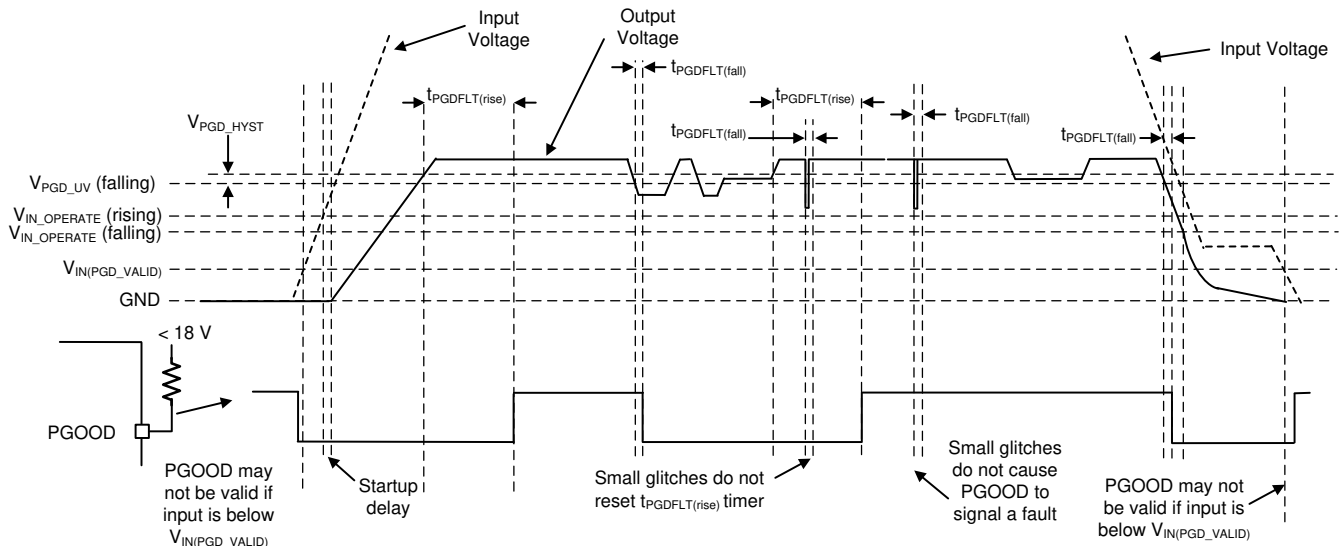 Input
Voltage
Output
Voltage
Input Voltage
tPGDFLT(fall)
tPGDFLT(rise)
tPGDFLT(rise)
tPGDFLT(fall)
tPGDFLT(fall)
tPGDFLT(fall)
VPGD_HYST
VPGD_UV (falling)
VIN_OPERATE (rising)
VIN_OPERATE (falling)
VIN(PGD_VALID)
GND
< 18 V
PGOOD
PGOOD may
not be valid if
input is below
VIN(PGD_VALID)
Startup
delay
Small glitches do not
reset tPGDFLT(rise) timer
Small glitches
do not cause
PGOOD to
signal a fault
PGOOD may not
be valid if input is
below VIN(PGD_VALID)